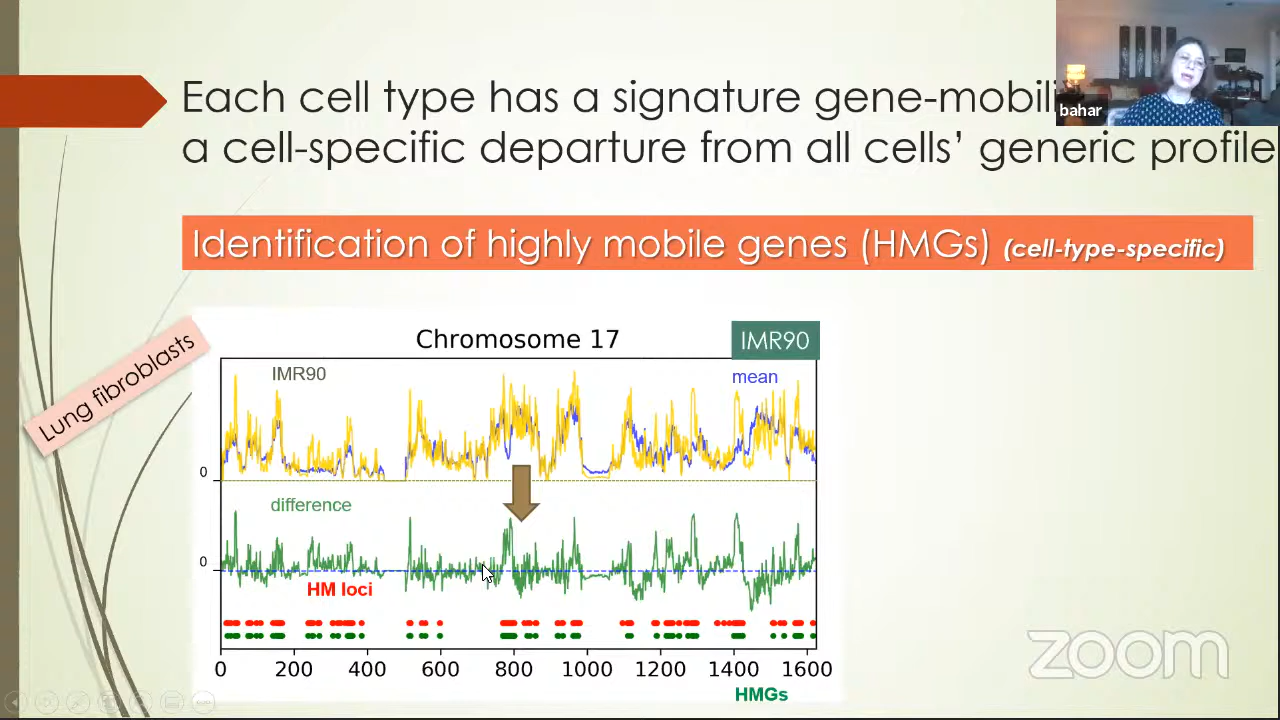 Each cell type has a signature gene-mobili
a cell-specific departure from all cells’ generic profile
bahar
Identification of highly mobile genes (HMGs) (cell-type-specific)
Lung fibroblasts
Chromosome 17
IMR90
IMR90
mean
0
difference
0
HM loci
0 200 400 600 800 1000 1200 1400 1600
HMGs
zoom